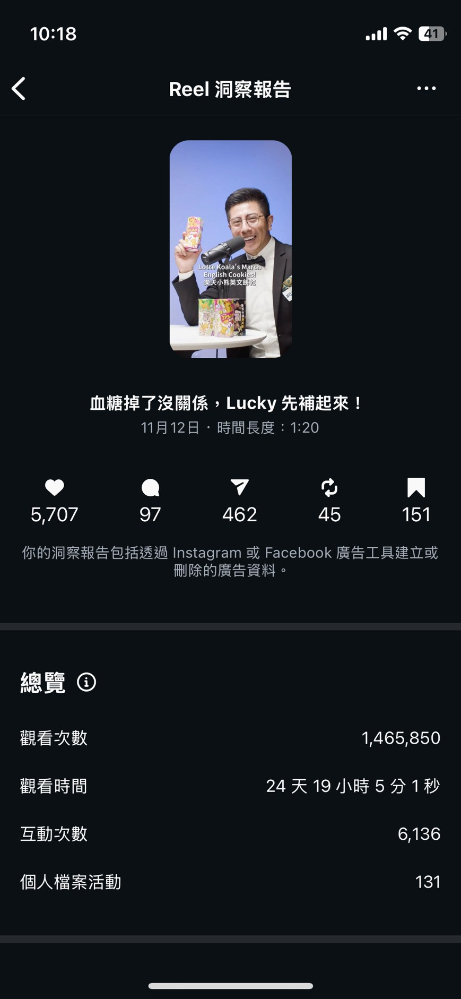 10:18
41
Reel 洞察報告
Lotte Koala's March
English Cookies!
樂天小熊英文餅乾
血糖掉了沒關係，Lucky 先補起來！
11月12日 · 時間長度：1:20
5,707
97
462
45
151
你的洞察報告包括透過 Instagram 或 Facebook 廣告工具建立或
刪除的廣告資料。
總覽
觀看次數
1,465,850
觀看時間
24 天 19 小時 5 分 1 秒
互動次數
6,136
個人檔案活動
131